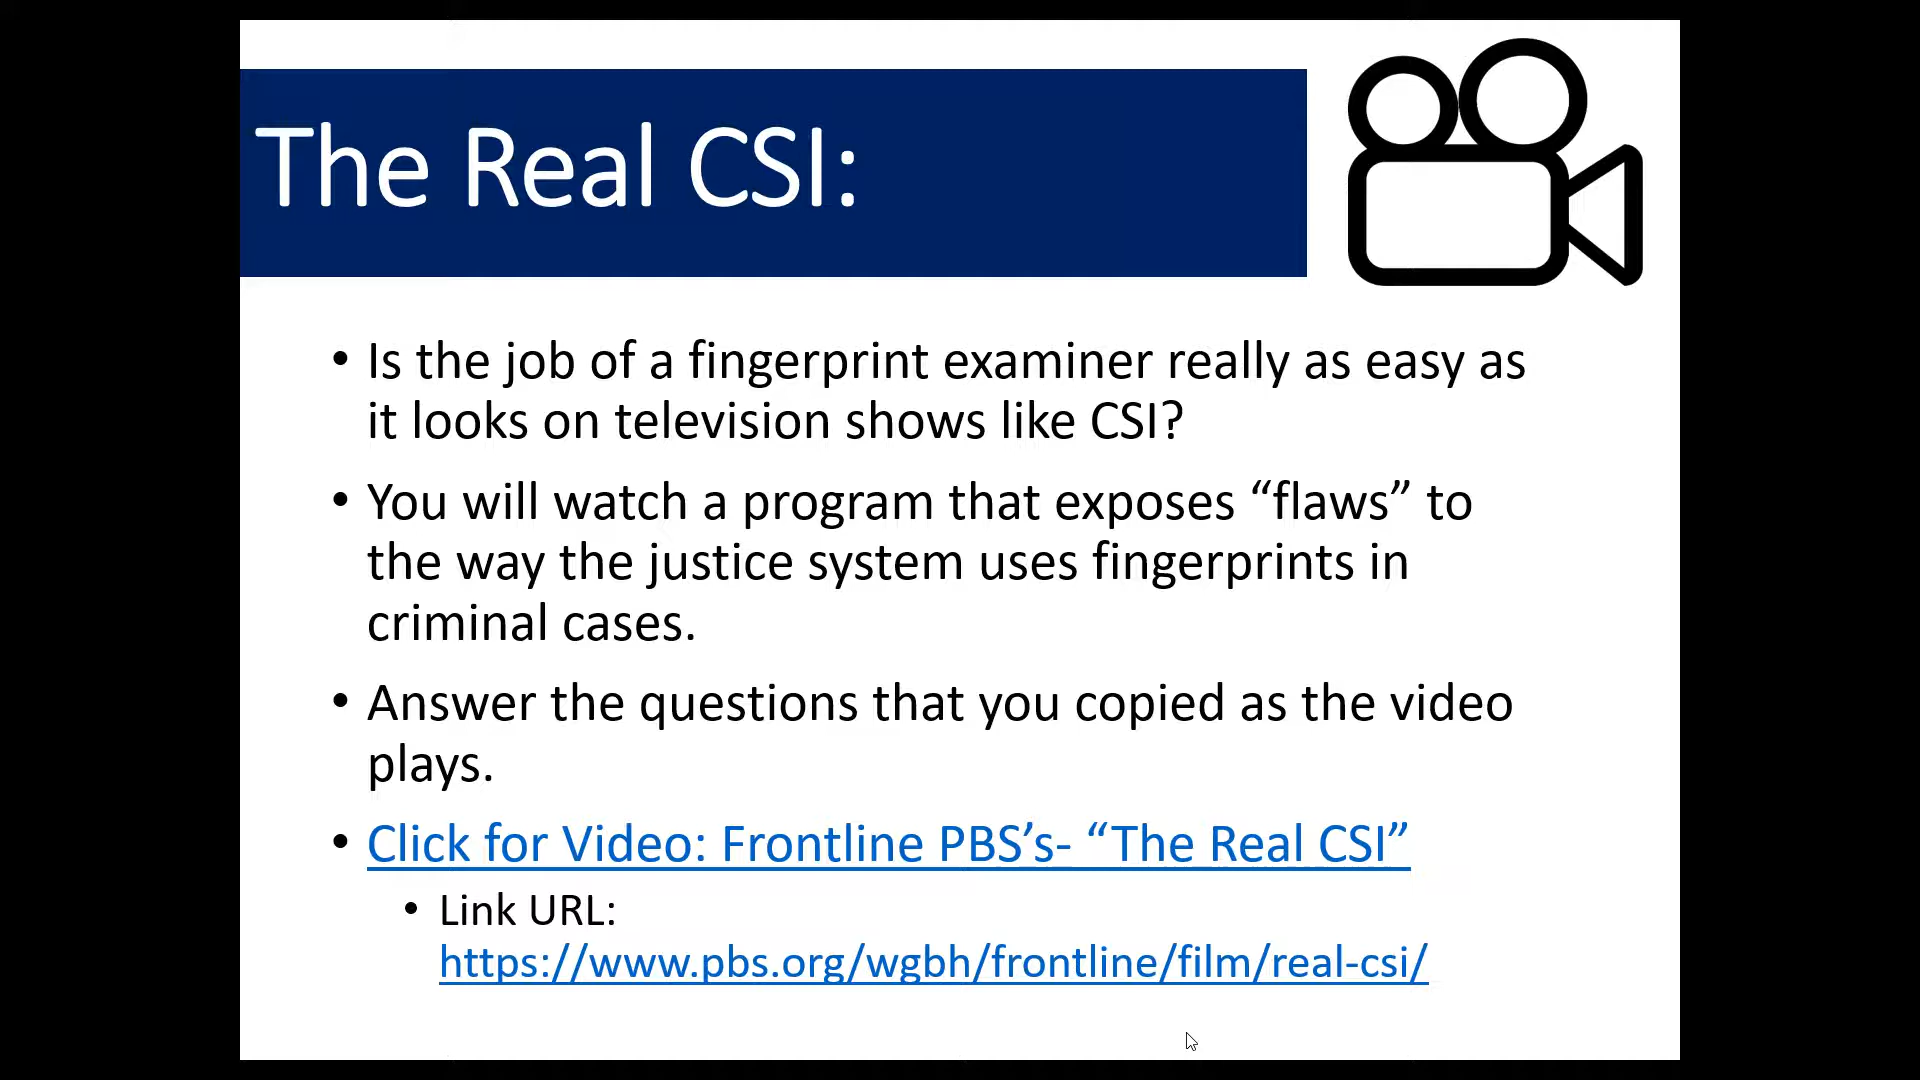 The Real CSI:
• Is the job of a fingerprint examiner really as easy as
it looks on television shows like CSI?
• You will watch a program that exposes “flaws” to
the way the justice system uses fingerprints in
criminal cases.
• Answer the questions that you copied as the video
plays.
• Click for Video: Frontline PBS’s- “The Real CSI”
• Link URL:
https://www.pbs.org/wgbh/frontline/film/real-csi/